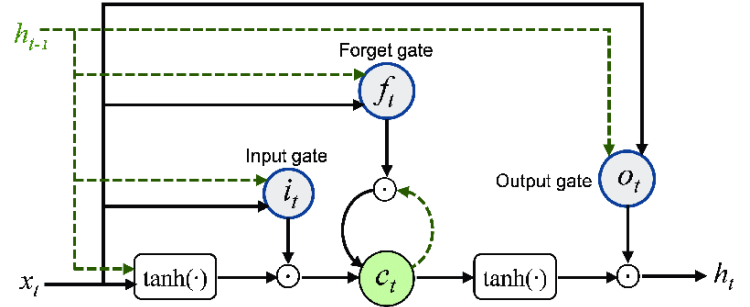 h_{t-1}
Forget gate
f_t
Input gate
i_t
Output gate
o_t
x_t
tanh(·)
c_t
tanh(·)
h_t